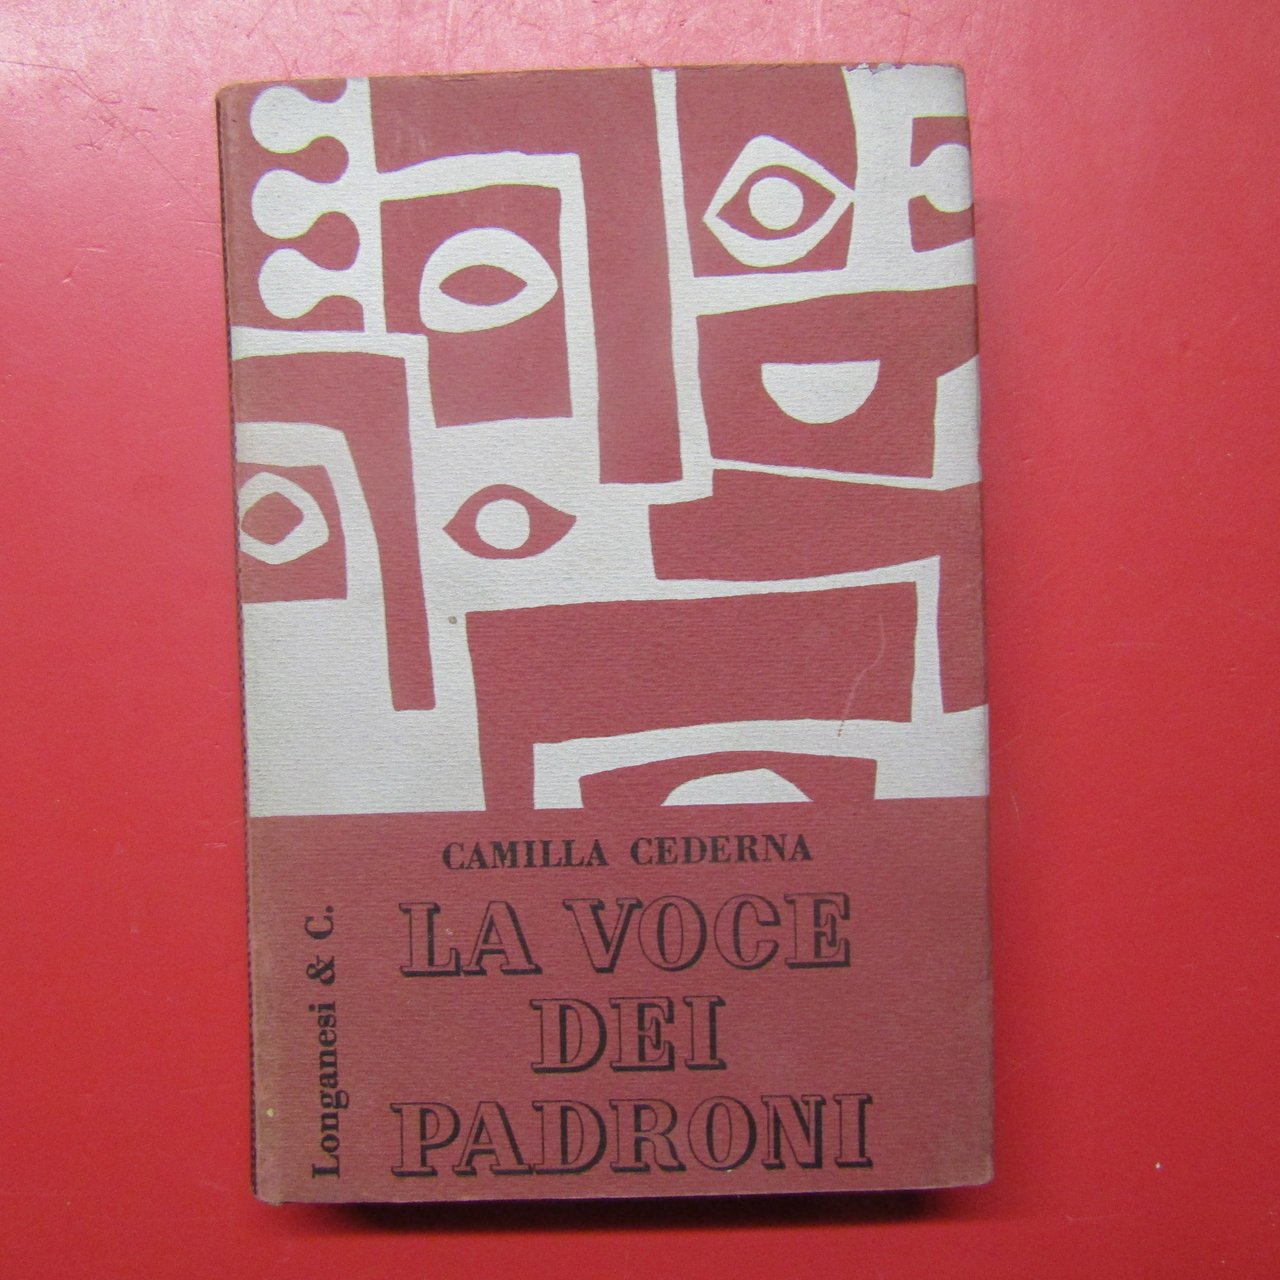 CAMILLA CEDERNA
LA VOCE
DEI
PADRONI
Longanesi & C.